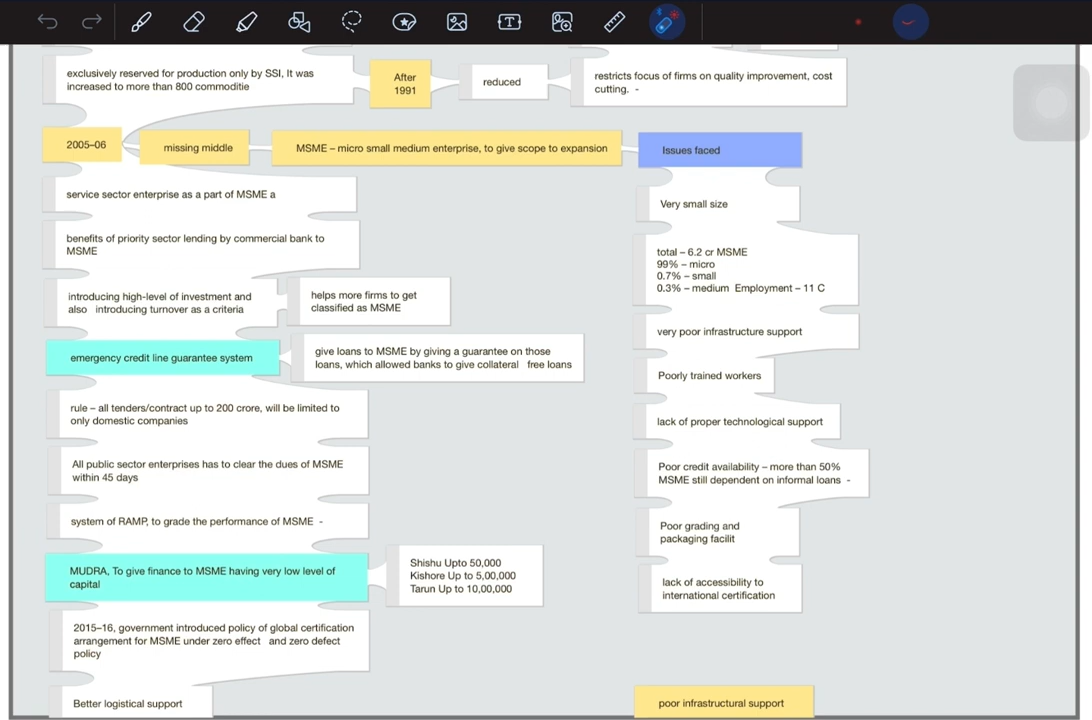 exclusively reserved for production only by SSI, It was
increased to more than 800 commoditie
After
1991
reduced
restricts focus of firms on quality improvement, cost
cutting. -
2005–06
missing middle
MSME – micro small medium enterprise, to give scope to expansion
Issues faced
service sector enterprise as a part of MSME a
benefits of priority sector lending by commercial bank to
MSME
introducing high-level of investment and
also introducing turnover as a criteria
helps more firms to get
classified as MSME
emergency credit line guarantee system
give loans to MSME by giving a guarantee on those
loans, which allowed banks to give collateral free loans
rule – all tenders/contract up to 200 crore, will be limited to
only domestic companies
All public sector enterprises has to clear the dues of MSME
within 45 days
system of RAMP, to grade the performance of MSME -
MUDRA, To give finance to MSME having very low level of
capital
Shishu Upto 50,000
Kishore Up to 5,00,000
Tarun Up to 10,00,000
2015–16, government introduced policy of global certification
arrangement for MSME under zero effect and zero defect
policy
Better logistical support
Very small size
total – 6.2 cr MSME
99% – micro
0.7% – small
0.3% – medium Employment – 11 C
very poor infrastructure support
Poorly trained workers
lack of proper technological support
Poor credit availability – more than 50%
MSME still dependent on informal loans -
Poor grading and
packaging facilit
lack of accessibility to
international certification
poor infrastructural support